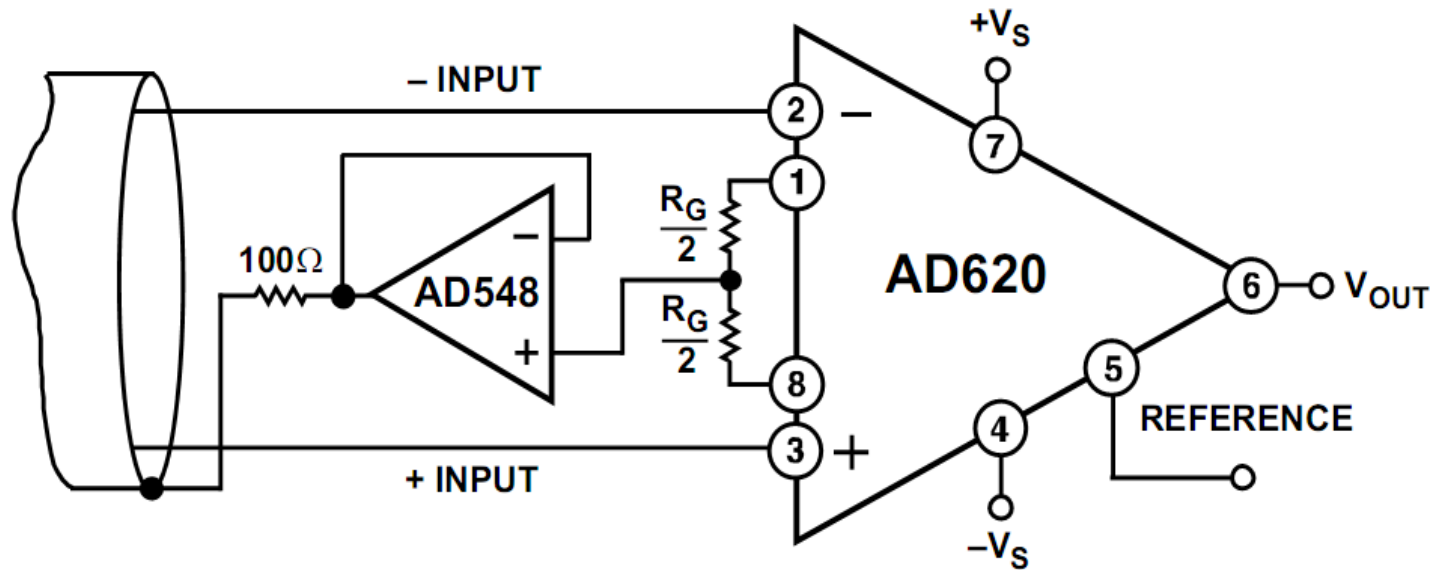 +VS
– INPUT
2
–
7
1
RG
2
100Ω
–
AD548
+
AD620
6
VOUT
RG
2
8
5
REFERENCE
4
3
+
+ INPUT
–VS